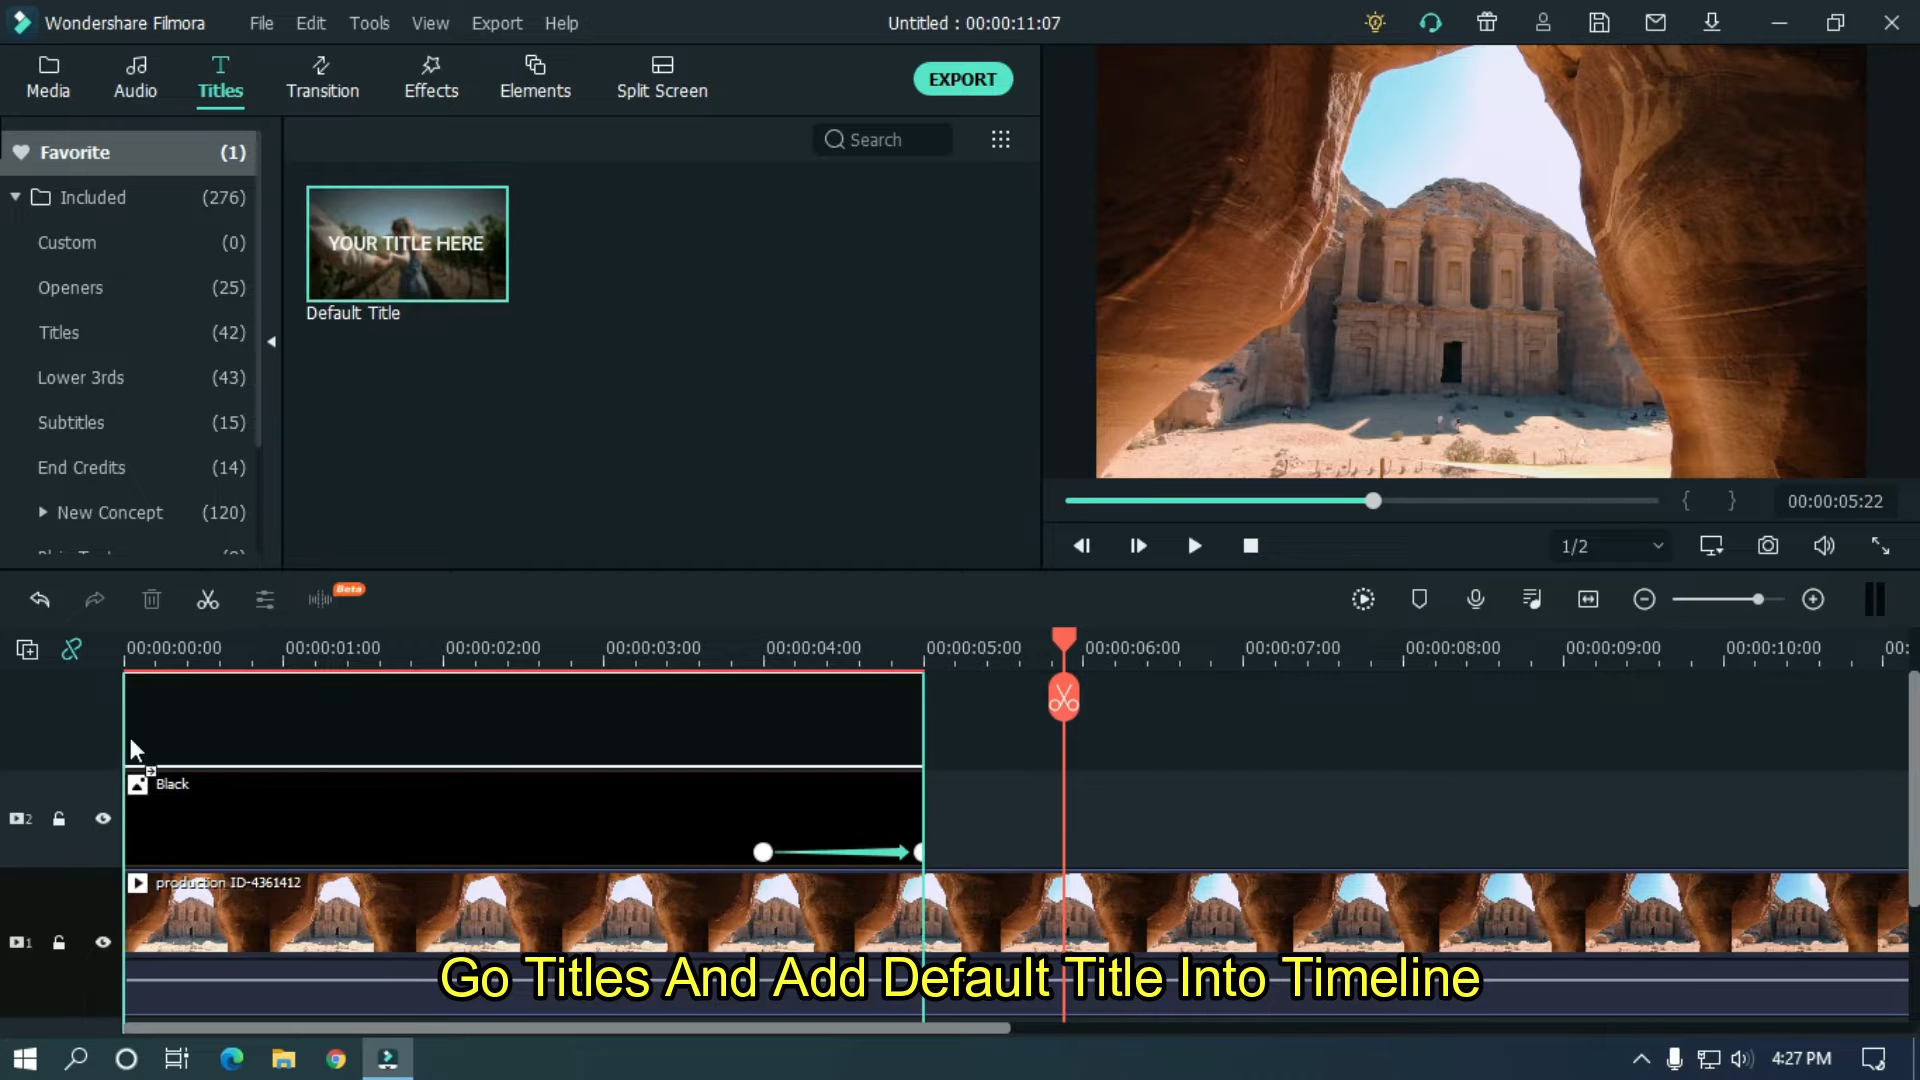 Wondershare Filmora
File
Edit
Tools
View
Export
Help
Untitled : 00:00:11:07
Media
Audio
Titles
Transition
Effects
Elements
Split Screen
EXPORT
Favorite (1)
Search
Included (276)
Custom (0)
Openers (25)
Titles (42)
Lower 3rds (43)
Subtitles (15)
End Credits (14)
New Concept (120)
YOUR TITLE HERE
Default Title
00:00:05:22
1/2
Beta
00:00:00:00
00:00:01:00
00:00:02:00
00:00:03:00
00:00:04:00
00:00:05:00
00:00:06:00
00:00:07:00
00:00:08:00
00:00:09:00
00:00:10:00
00:
Black
2
production ID-4361412
1
Go Titles And Add Default Title Into Timeline
4:27 PM